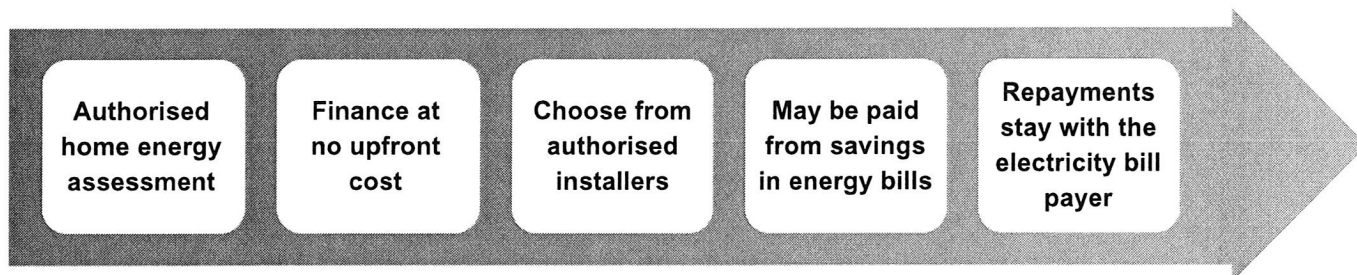 Authorised
home energy
assessment
Finance at
no upfront
cost
Choose from
authorised
installers
May be paid
from savings
in energy bills
Repayments
stay with the
electricity bill
payer